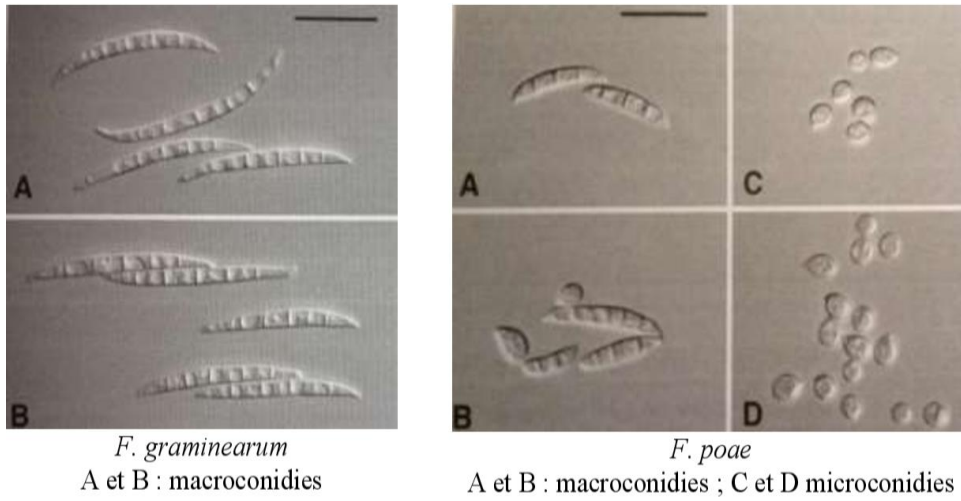 A
B
F. graminearum
A et B : macroconidies
A
C
B
D
F. poae
A et B : macroconidies ; C et D microconidies